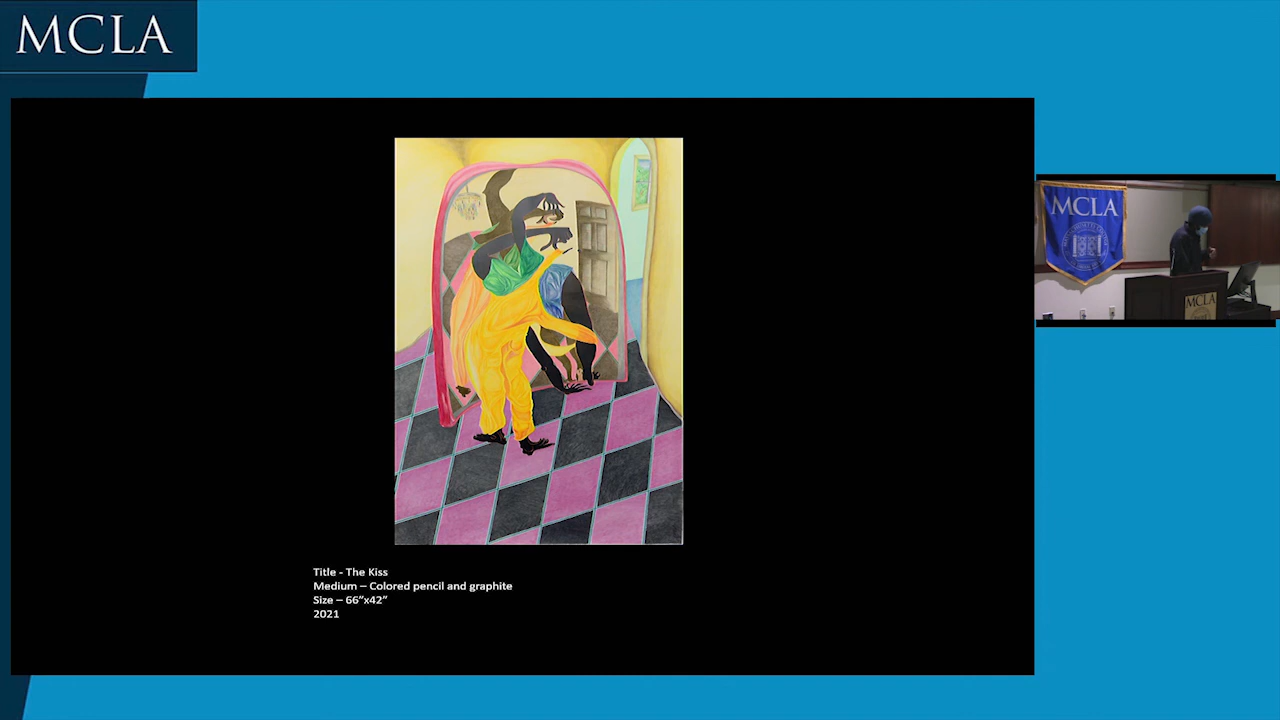 MCLA
Title - The Kiss
Medium – Colored pencil and graphite
Size – 66”x42”
2021
MCLA
MCLA